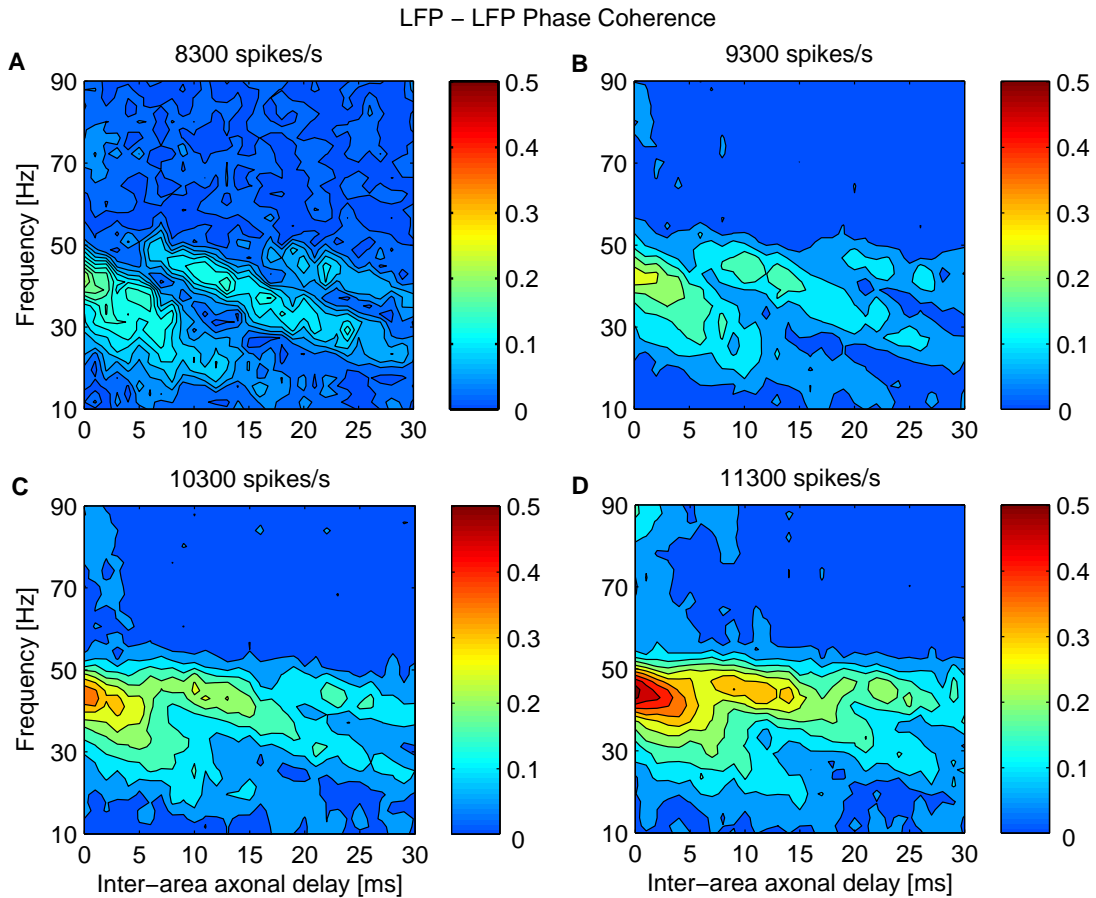 LFP − LFP Phase Coherence
A
8300 spikes/s
90
70
50
30
10
Frequency [Hz]
0 5 10 15 20 25 30
0.5
0.4
0.3
0.2
0.1
0
B
9300 spikes/s
90
70
50
30
10
0 5 10 15 20 25 30
0.5
0.4
0.3
0.2
0.1
0
C
10300 spikes/s
90
70
50
30
10
Frequency [Hz]
0 5 10 15 20 25 30
Inter−area axonal delay [ms]
0.5
0.4
0.3
0.2
0.1
0
D
11300 spikes/s
90
70
50
30
10
0 5 10 15 20 25 30
Inter−area axonal delay [ms]
0.5
0.4
0.3
0.2
0.1
0